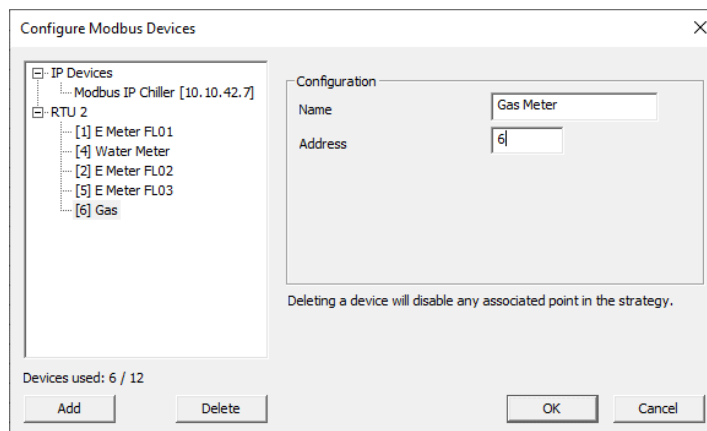 Configure Modbus Devices
IP Devices
Modbus IP Chiller [10.10.42.7]
RTU 2
[1] E Meter FL01
[4] Water Meter
[2] E Meter FL02
[5] E Meter FL03
[6] Gas
Devices used: 6 / 12
Add
Delete
Configuration
Name
Gas Meter
Address
6
Deleting a device will disable any associated point in the strategy.
OK
Cancel